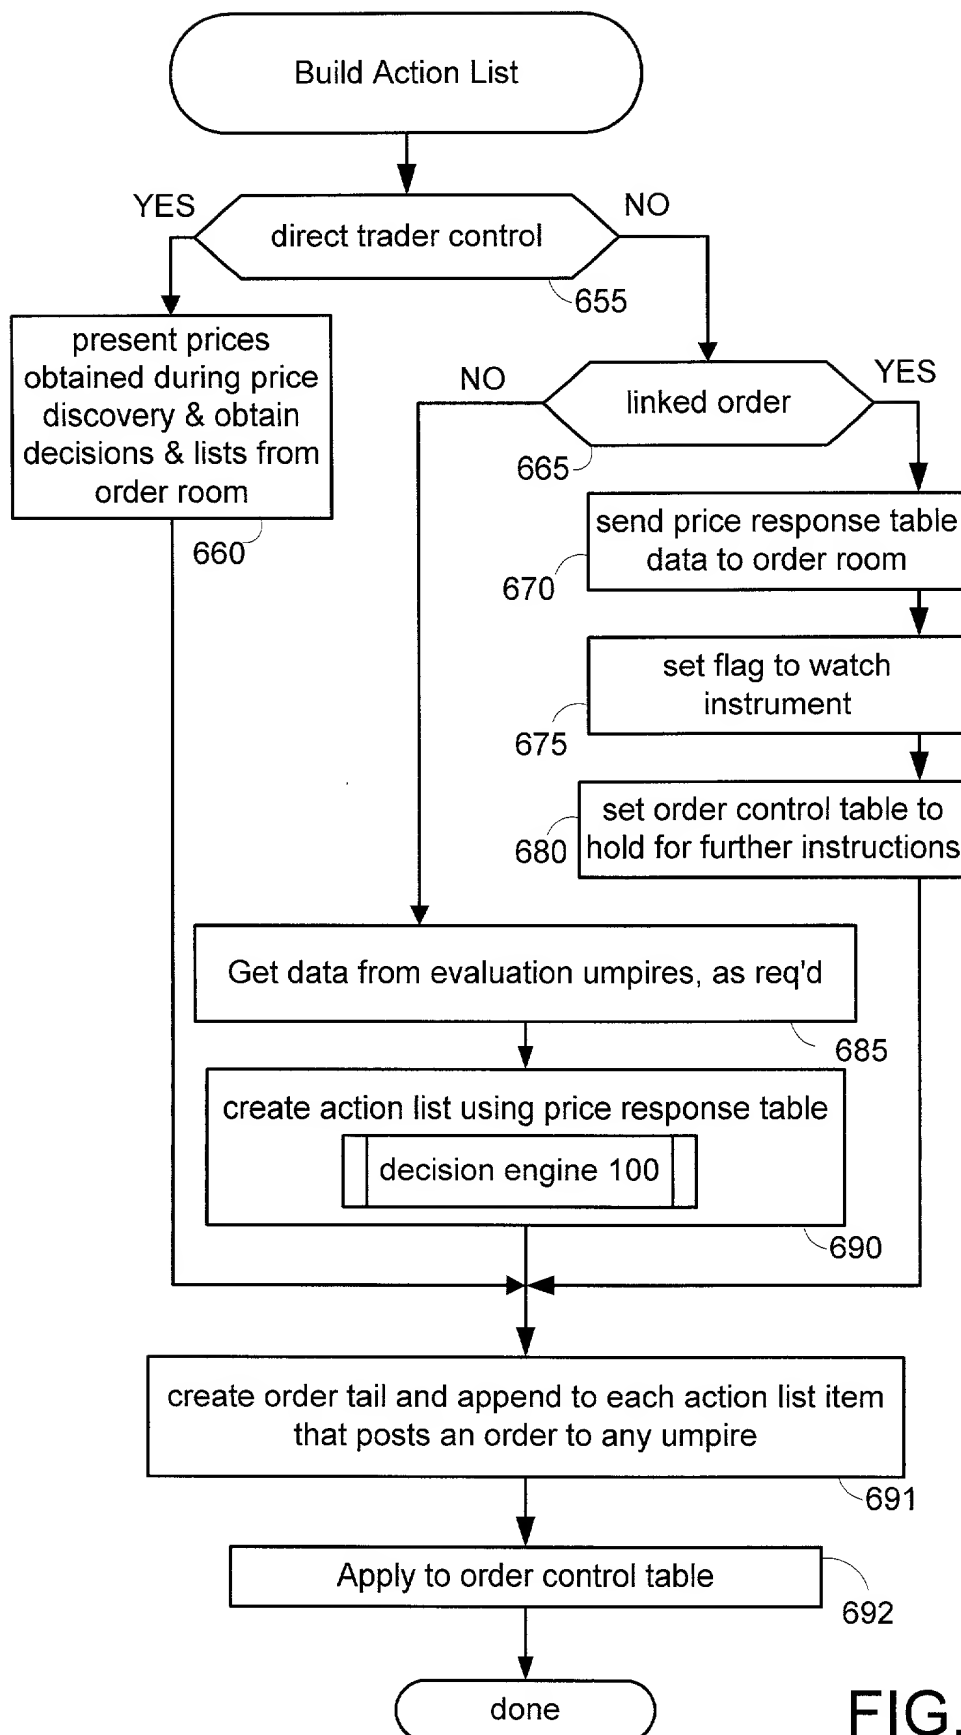 Build Action List
YES
NO
direct trader control
655
present prices
obtained during price
discovery & obtain
decisions & lists from
order room
660
NO
YES
linked order
665
send price response table
data to order room
670
set flag to watch
instrument
675
set order control table to
hold for further instructions
680
Get data from evaluation umpires, as req'd
685
create action list using price response table
decision engine 100
690
create order tail and append to each action list item
that posts an order to any umpire
691
Apply to order control table
692
done
FIG.